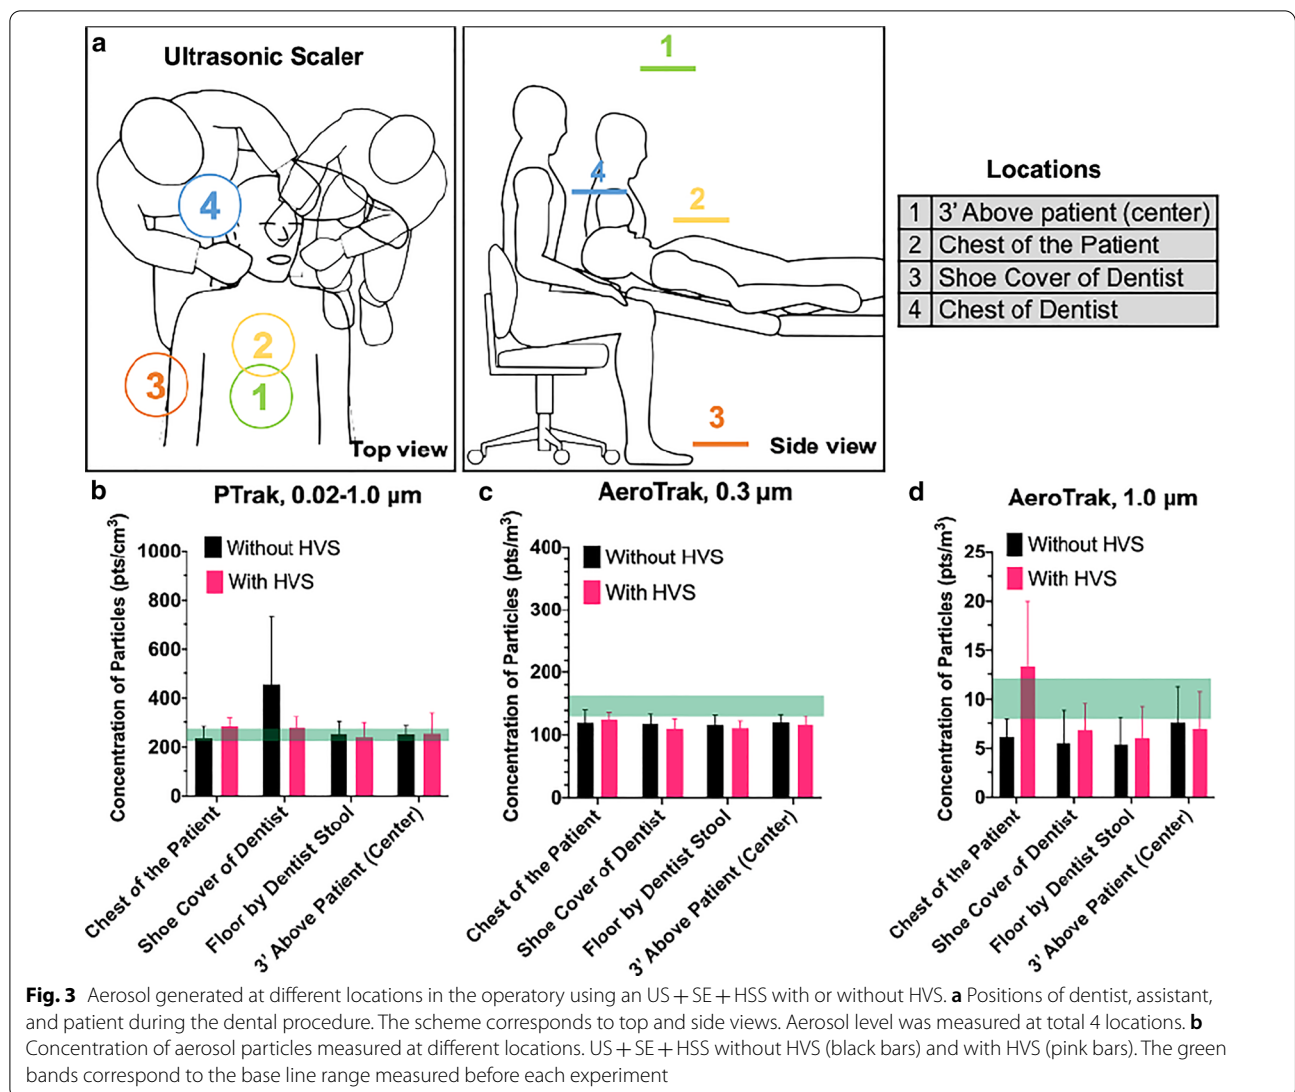 a
Ultrasonic Scaler
4
2
3
1
Top view
1
4
2
3
Side view
Locations
1 3’ Above patient (center)
2 Chest of the Patient
3 Shoe Cover of Dentist
4 Chest of Dentist
b
PTrak, 0.02-1.0 µm
Concentration of Particles (pts/cm³)
1000
800
600
400
200
0
Without HVS
With HVS
Chest of the Patient
Shoe Cover of Dentist
Floor by Dentist Stool
3’ Above Patient (Center)
c
AeroTrak, 0.3 µm
Concentration of Particles (pts/m³)
400
300
200
100
0
Without HVS
With HVS
Chest of the Patient
Shoe Cover of Dentist
Floor by Dentist Stool
3’ Above Patient (Center)
d
AeroTrak, 1.0 µm
Concentration of Particles (pts/m³)
25
20
15
10
5
0
Without HVS
With HVS
Chest of the Patient
Shoe Cover of Dentist
Floor by Dentist Stool
3’ Above Patient (Center)
Fig. 3 Aerosol generated at different locations in the operatory using an US + SE + HSS with or without HVS. a Positions of dentist, assistant,
and patient during the dental procedure. The scheme corresponds to top and side views. Aerosol level was measured at total 4 locations. b
Concentration of aerosol particles measured at different locations. US + SE + HSS without HVS (black bars) and with HVS (pink bars). The green
bands correspond to the base line range measured before each experiment